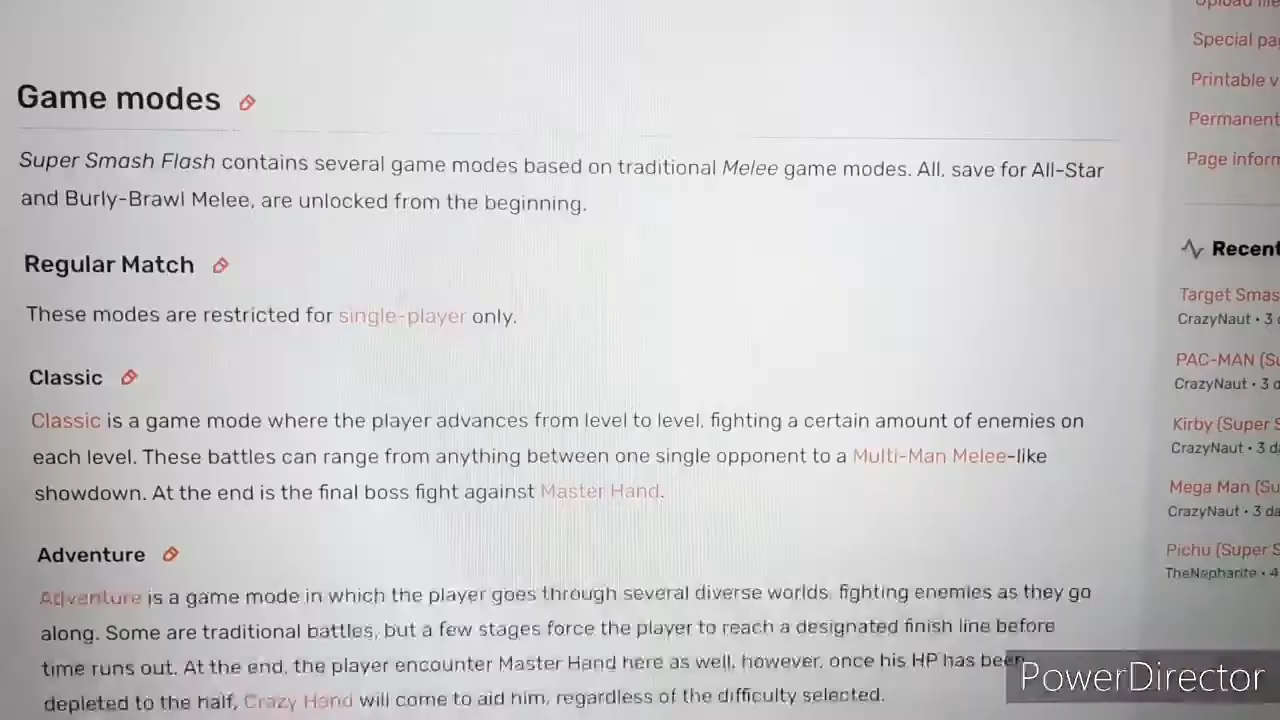 Upload file
Special pa
Printable v
Permanent
Page inform
Game modes
Super Smash Flash contains several game modes based on traditional Melee game modes. All, save for All-Star
and Burly-Brawl Melee, are unlocked from the beginning.
Regular Match
These modes are restricted for single-player only.
Classic
Classic is a game mode where the player advances from level to level, fighting a certain amount of enemies on
each level. These battles can range from anything between one single opponent to a Multi-Man Melee-like
showdown. At the end is the final boss fight against Master Hand.
Adventure
Adventure is a game mode in which the player goes through several diverse worlds, fighting enemies as they go
along. Some are traditional battles, but a few stages force the player to reach a designated finish line before
time runs out. At the end, the player encounter Master Hand here as well, however, once his HP has been
depleted to the half, Crazy Hand will come to aid him, regardless of the difficulty selected.
Recent
Target Smas
CrazyNaut • 3 d
PAC-MAN (Su
CrazyNaut • 3 d
Kirby (Super S
CrazyNaut • 3 da
Mega Man (Su
CrazyNaut • 3 da
Pichu (Super S
TheNepharite • 4
PowerDirector